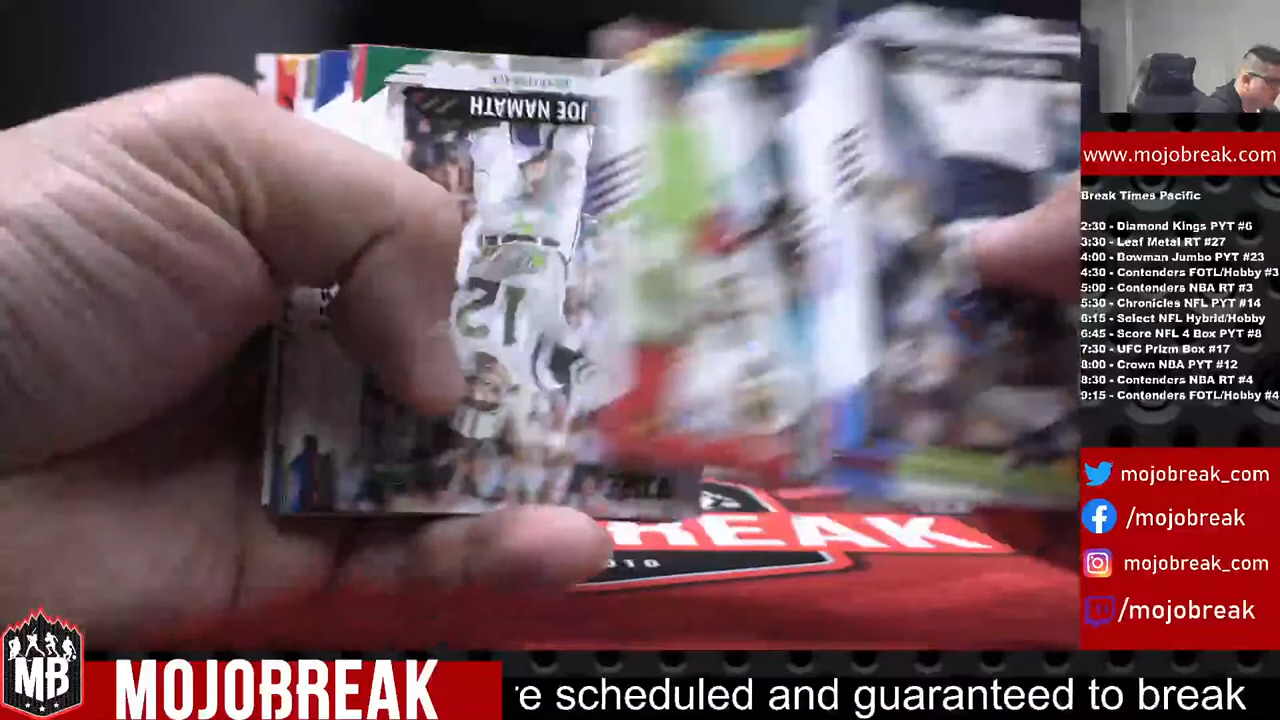 JOE NAMATH
12
REAK
2010
www.mojobreak.com
Break Times Pacific
2:30 - Diamond Kings PYT #6
3:30 - Leaf Metal RT #27
4:00 - Bowman Jumbo PYT #23
4:30 - Contenders FOTL/Hobby #3
5:00 - Contenders NBA RT #3
5:30 - Chronicles NFL PYT #14
6:15 - Select NFL Hybrid/Hobby
6:45 - Score NFL 4 Box PYT #8
7:30 - UFC Prizm Box #17
8:00 - Crown NBA PYT #12
8:30 - Contenders NBA RT #4
9:15 - Contenders FOTL/Hobby #4
mojobreak_com
/mojobreak
mojobreak_com
/mojobreak
MB
MOJOBREAK
e scheduled and guaranteed to break